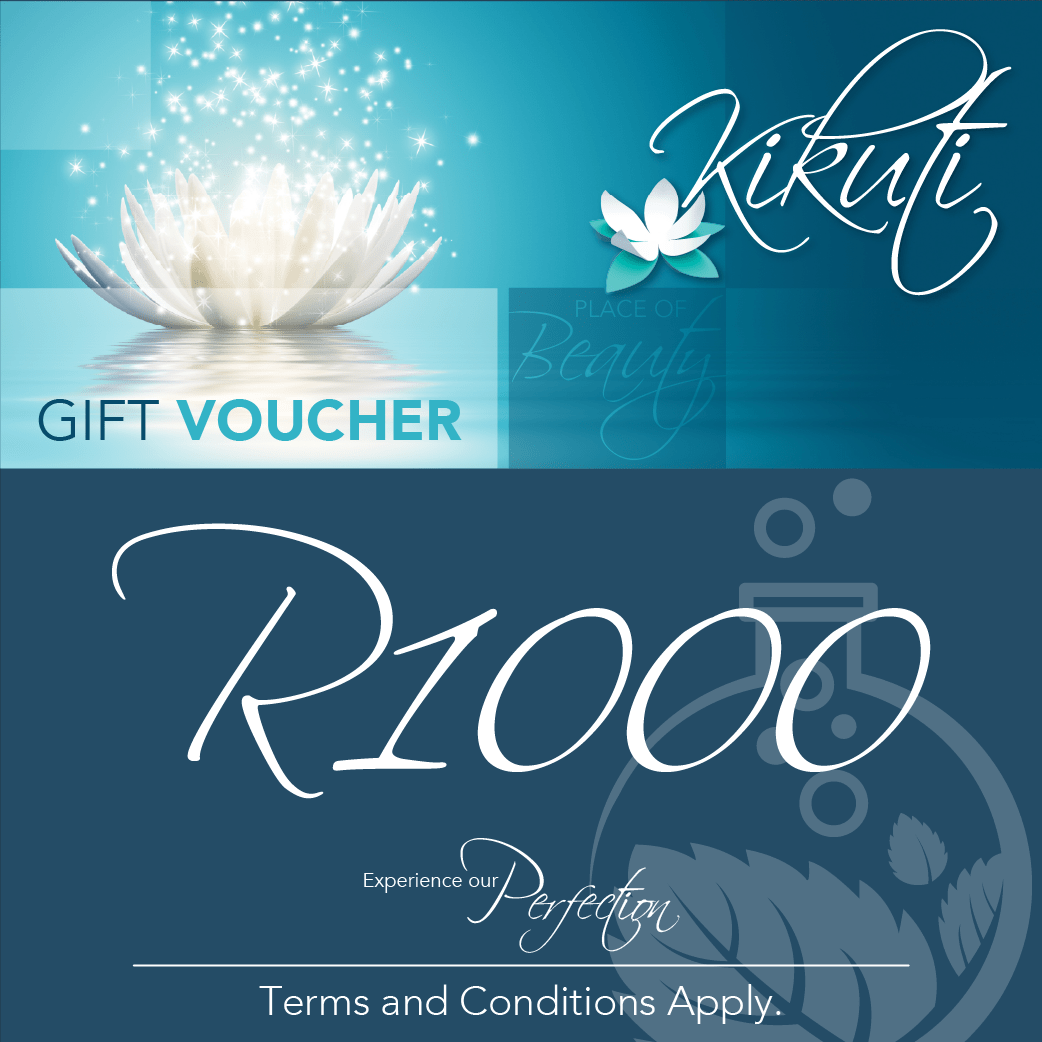 Kikuti
PLACE OF
Beauty
GIFT VOUCHER
R1000
Experience our Perfection
Terms and Conditions Apply.